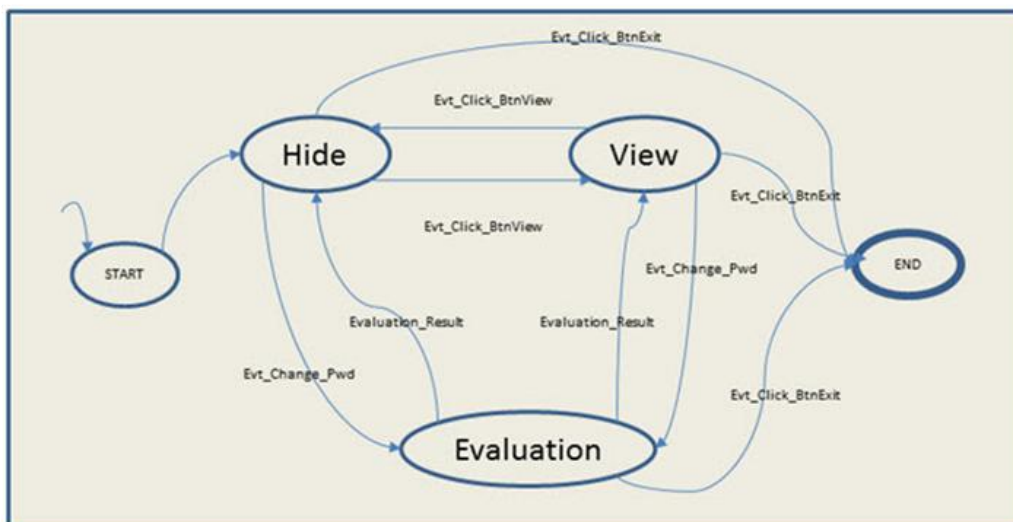 Evt_Click_BtnExit
Evt_Click_BtnView
Hide
View
Evt_Click_BtnExit
Evt_Click_BtnView
START
Evt_Change_Pwd
END
Evaluation_Result
Evaluation_Result
Evt_Change_Pwd
Evt_Click_BtnExit
Evaluation